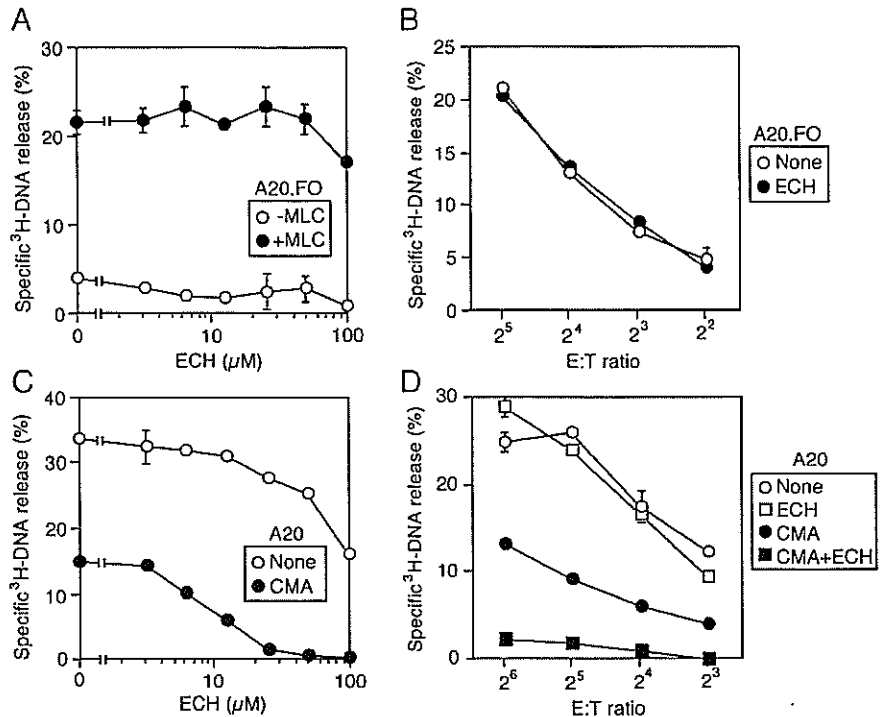 A
Specific ³H-DNA release (%)
30
20
10
0
A20.FO
-MLC
+MLC
0
10
100
ECH (µM)
B
Specific ³H-DNA release (%)
25
20
15
10
5
0
2⁵
2⁴
2³
2²
E:T ratio
A20.FO
None
ECH
C
Specific ³H-DNA release (%)
40
30
20
10
0
A20
None
CMA
0
10
100
ECH (µM)
D
Specific ³H-DNA release (%)
30
20
10
0
2⁶
2⁵
2⁴
2³
E:T ratio
A20
None
ECH
CMA
CMA+ECH